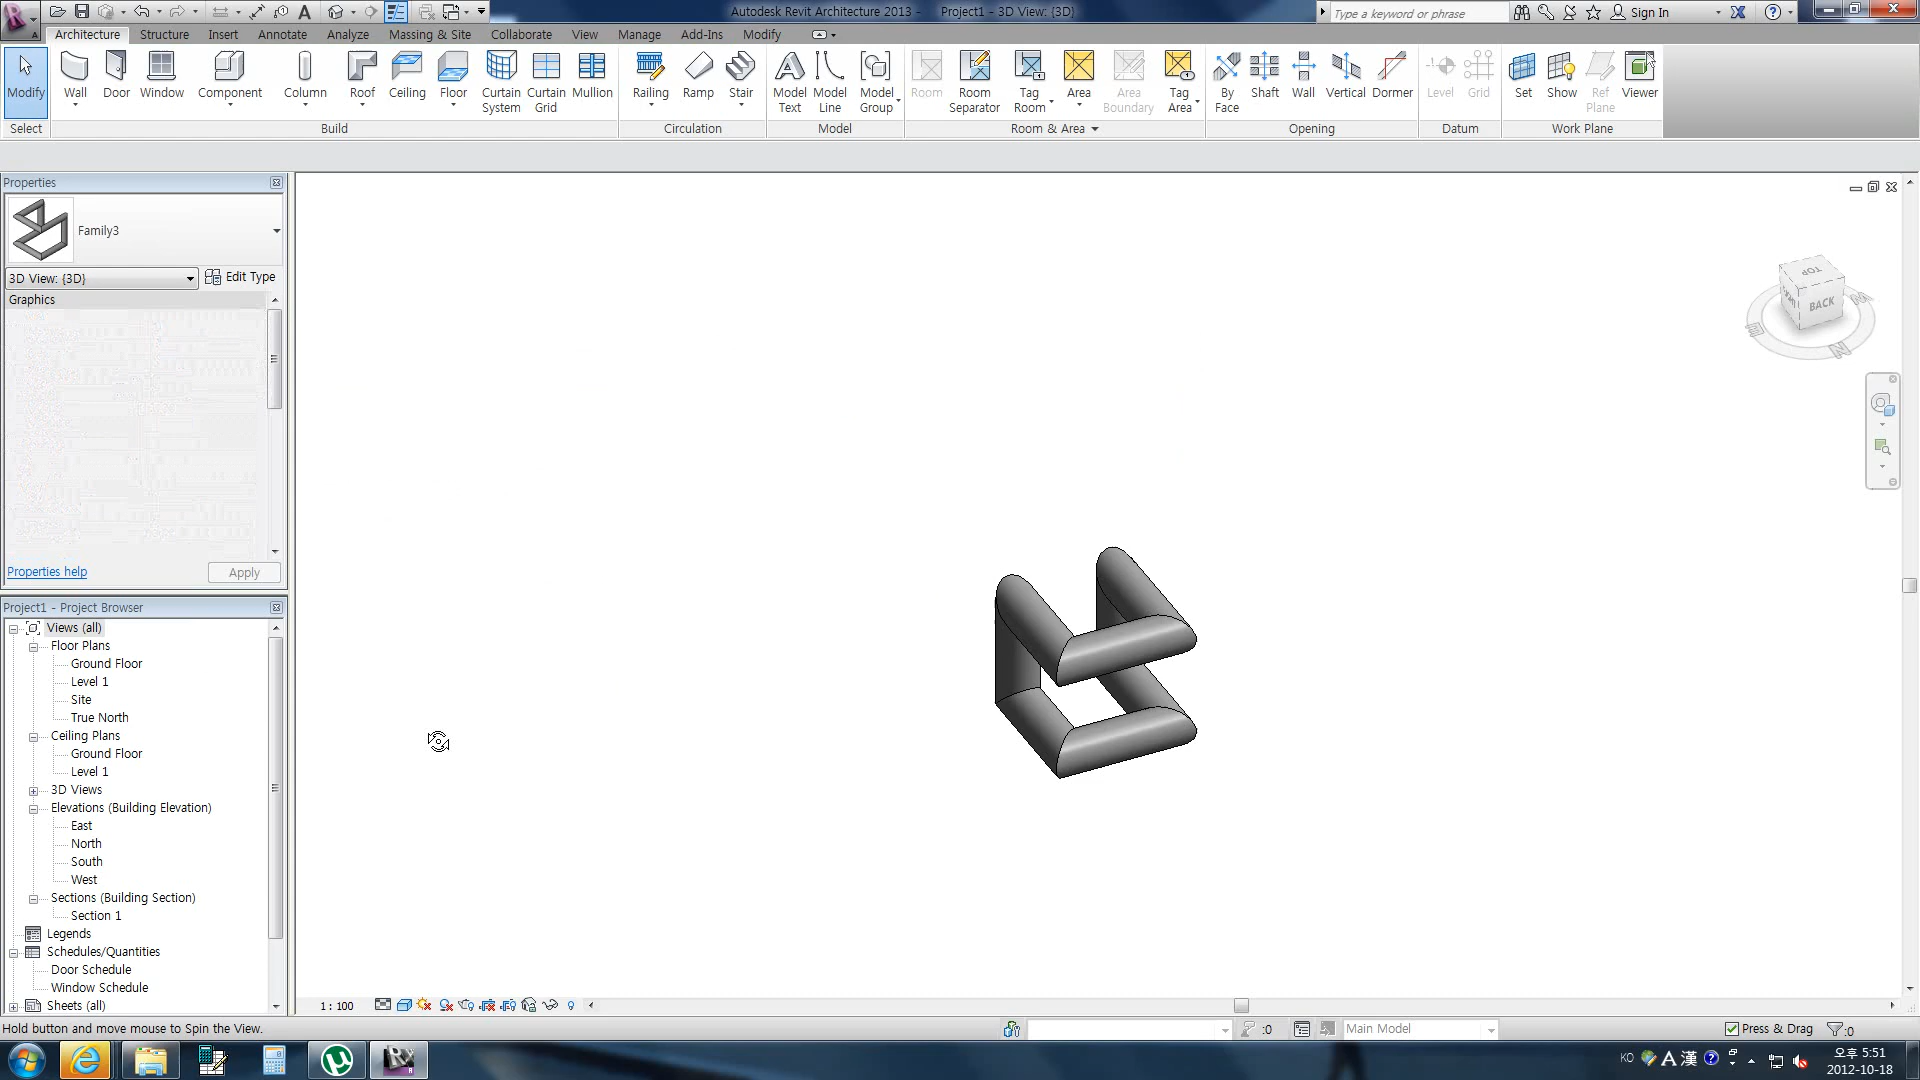 Autodesk Revit Architecture 2013 - Project1 - 3D View: {3D}
Type a keyword or phrase
Sign In
Architecture Structure Insert Annotate Analyze Massing & Site Collaborate View Manage Add-Ins Modify
Modify
Wall
Door
Window
Component
Column
Roof
Ceiling
Floor
Curtain System
Curtain Grid
Mullion
Railing
Ramp
Stair
Model Text
Model Line
Model Group
Room
Room Separator
Tag Room
Area
Area Boundary
Tag Area
By Face
Shaft
Wall
Vertical
Dormer
Level
Grid
Set
Show
Ref Plane
Viewer
Select Build Circulation Model Room & Area Opening Datum Work Plane
Properties
Family3
3D View: {3D}
Edit Type
Graphics
Properties help
Apply
Project1 - Project Browser
Views (all)
Floor Plans
Ground Floor
Level 1
Site
True North
Ceiling Plans
Ground Floor
Level 1
3D Views
Elevations (Building Elevation)
East
North
South
West
Sections (Building Section)
Section 1
Legends
Schedules/Quantities
Door Schedule
Window Schedule
Sheets (all)
TOP
BACK
E
N
1 : 100
Hold button and move mouse to Spin the View.
:0
Main Model
Press & Drag
:0
KO
A 漢
오후 5:51
2012-10-18